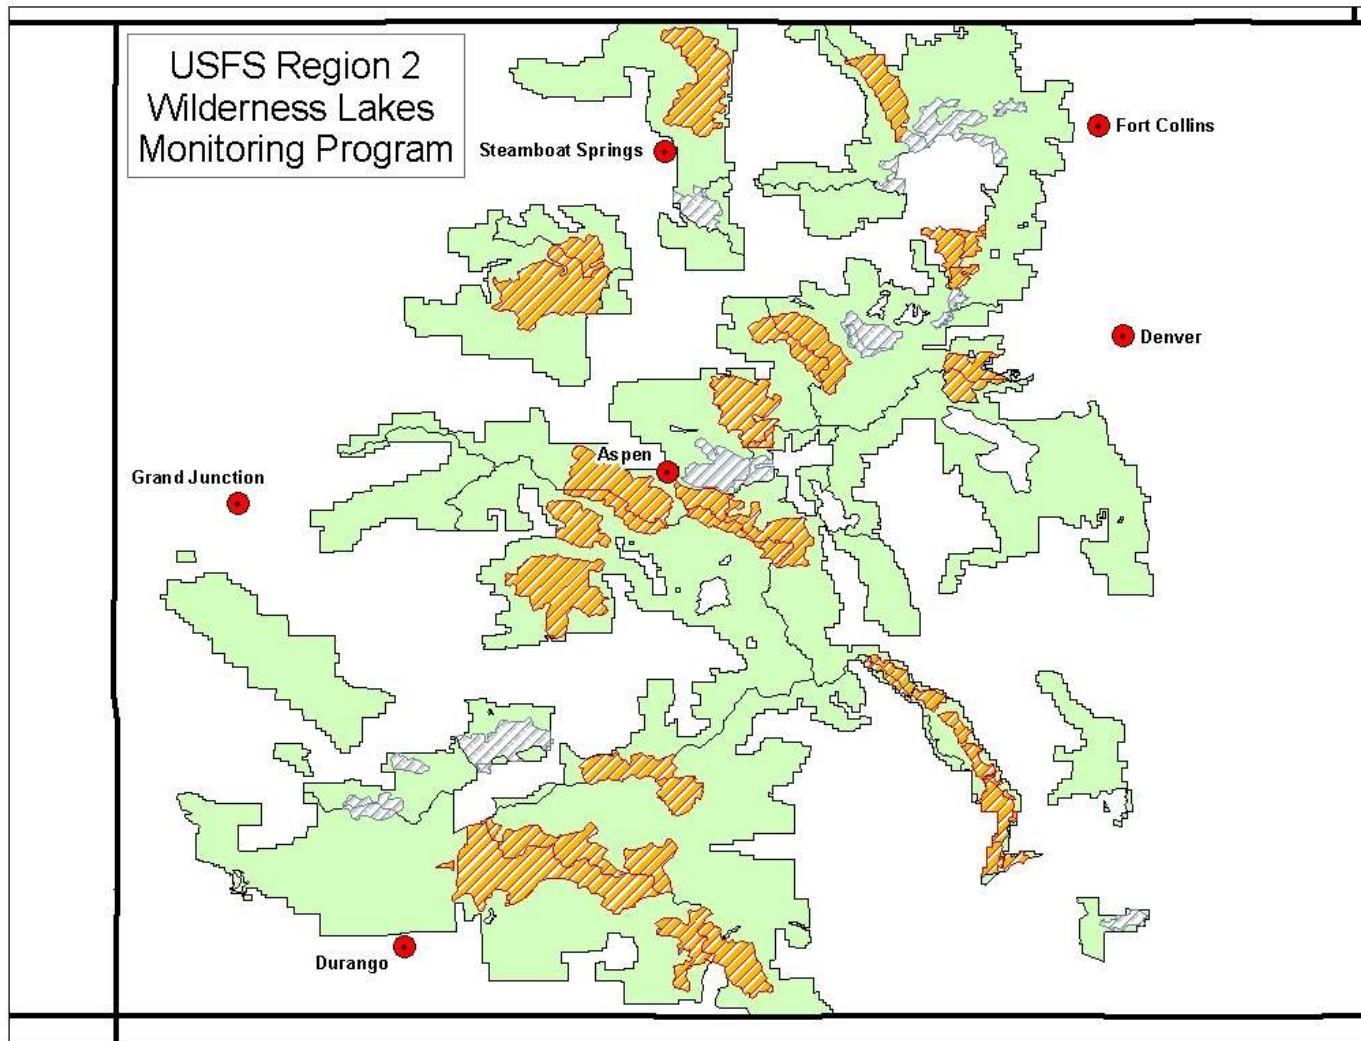 USFS Region 2
Wilderness Lakes
Monitoring Program
Fort Collins
Steamboat Springs
Denver
Aspen
Grand Junction
Durango